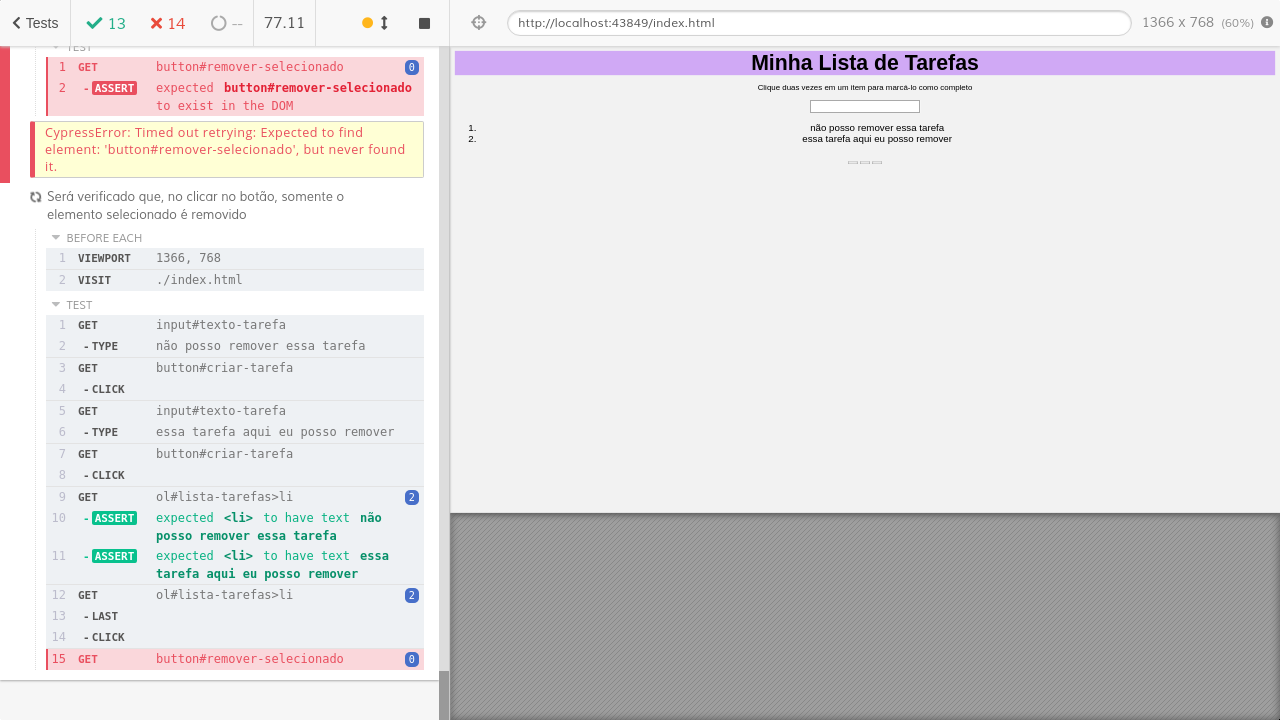 Tests 13 14 -- 77.11
TEST
1 GET button#remover-selecionado 0
2 - ASSERT expected button#remover-selecionado
to exist in the DOM
CypressError: Timed out retrying: Expected to find
element: 'button#remover-selecionado', but never found
it.
Será verificado que, no clicar no botão, somente o
elemento selecionado é removido
BEFORE EACH
1 VIEWPORT 1366, 768
2 VISIT ./index.html
TEST
1 GET input#texto-tarefa
2 - TYPE não posso remover essa tarefa
3 GET button#criar-tarefa
4 - CLICK
5 GET input#texto-tarefa
6 - TYPE essa tarefa aqui eu posso remover
7 GET button#criar-tarefa
8 - CLICK
9 GET ol#lista-tarefas>li 2
10 - ASSERT expected <li> to have text não
posso remover essa tarefa
11 - ASSERT expected <li> to have text essa
tarefa aqui eu posso remover
12 GET ol#lista-tarefas>li 2
13 - LAST
14 - CLICK
15 GET button#remover-selecionado 0
http://localhost:43849/index.html 1366 x 768 (60%)
Minha Lista de Tarefas
Clique duas vezes em um item para marcá-lo como completo
1. não posso remover essa tarefa
2. essa tarefa aqui eu posso remover